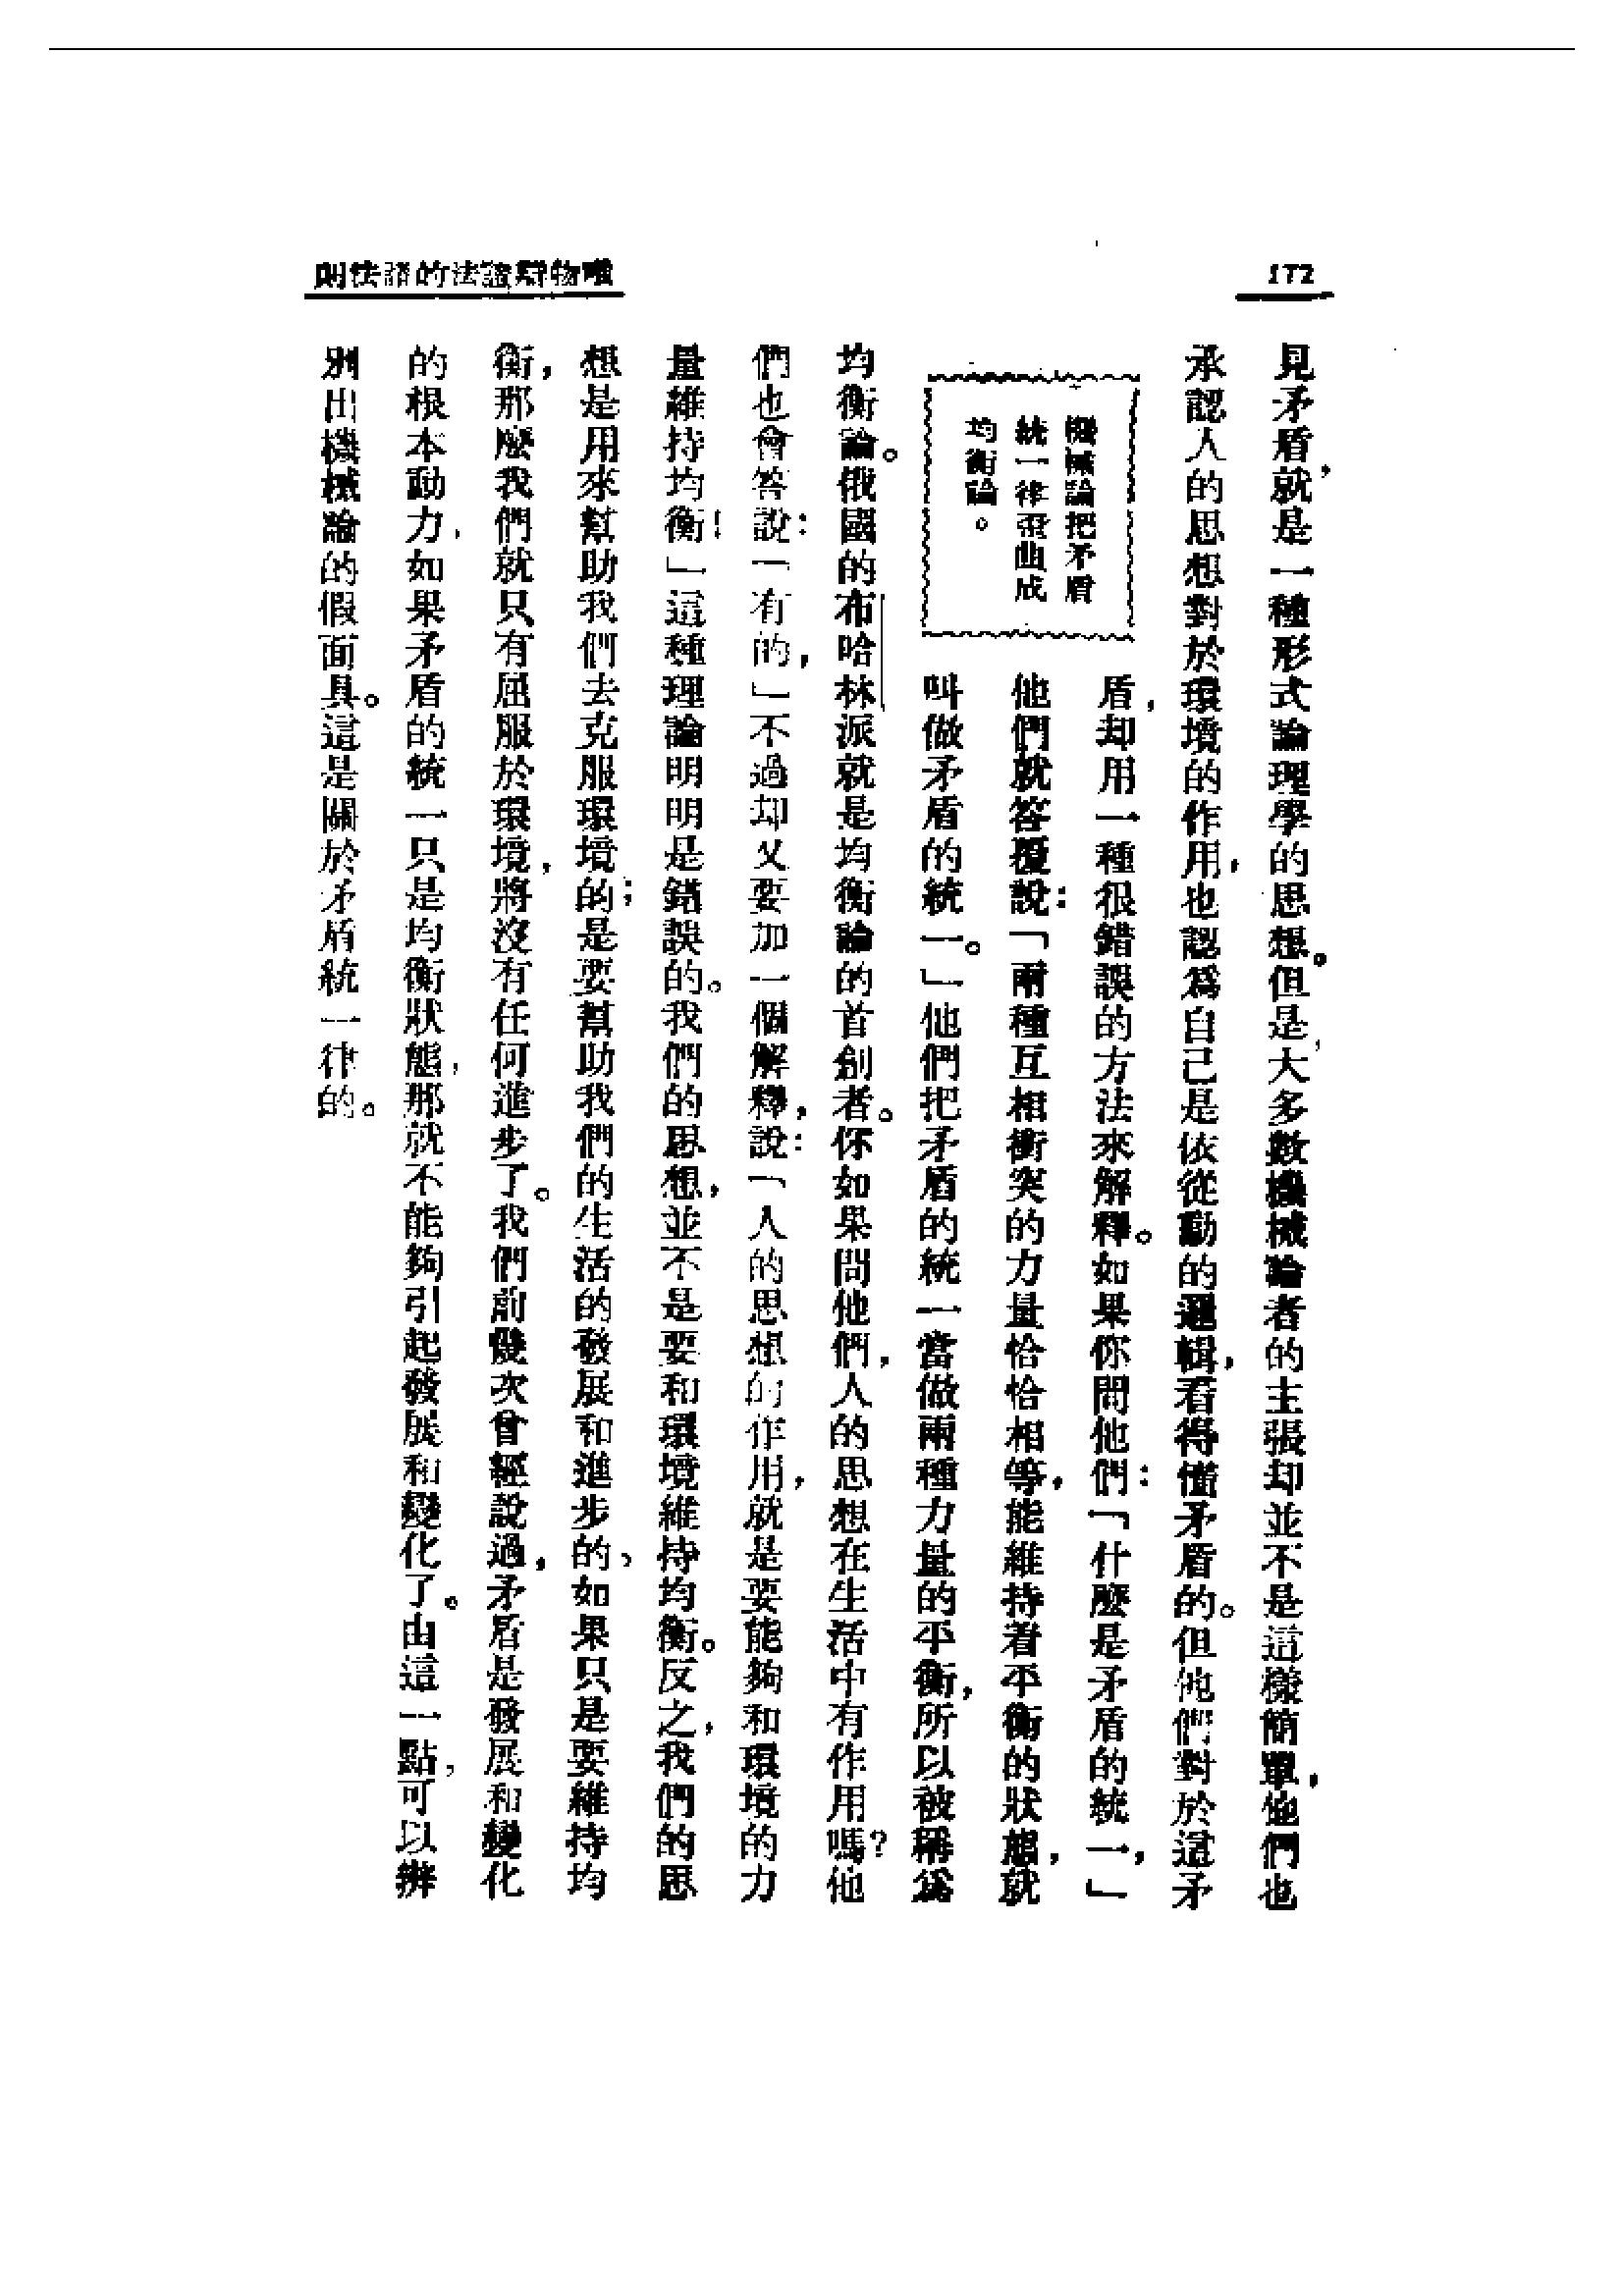 172
唯物辯證法的諸法則
見矛盾，就是一種形式論理學的思想。但是，大多數機械論者的主張却並不是這樣簡單，他們也
承認人的思想對於環境的作用，也認爲自己是依從動的邏輯，看得懂矛盾的。但他們對於這矛
盾，却用一種很錯誤的方法來解釋。如果你問他們：「什麼是矛盾的統一，」
他們就答覆說：「兩種互相衝突的力量恰恰相等，能維持着平衡的狀態，就
叫做矛盾的統一。」他們把矛盾的統一當做兩種力量的平衡，所以被稱爲
機械論把矛盾
統一律歪曲成
均衡論。
均衡論。俄國的布哈林派就是均衡論的首創者。你如果問他們，人的思想在生活中有作用嗎？他
們也會答說：「有的，」不過却又要加一個解釋，說：「人的思想的作用，就是要能夠和環境的力
量維持均衡！」這種理論明明是錯誤的。我們的思想，並不是要和環境維持均衡。反之，我們的思
想是用來幫助我們去克服環境的；是要幫助我們的生活的發展和進步的、如果只是要維持均
衡，那麼我們就只有屈服於環境，將沒有任何進步了。我們前幾次曾經說過，矛盾是發展和變化
的根本動力，如果矛盾的統一只是均衡狀態，那就不能夠引起發展和變化了。由這一點，可以辨
別出機械論的假面具。這是關於矛盾統一律的。